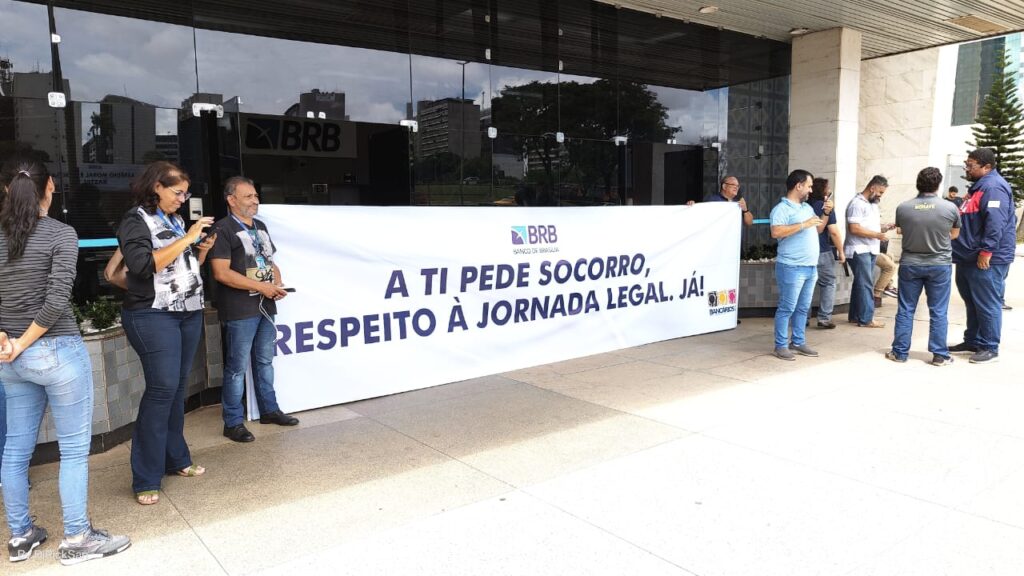 BRB
BRB
BANCO DE BRASÍLIA
A TI PEDE SOCORRO,
RESPEITO À JORNADA LEGAL. JÁ!
BANCÁRIOS